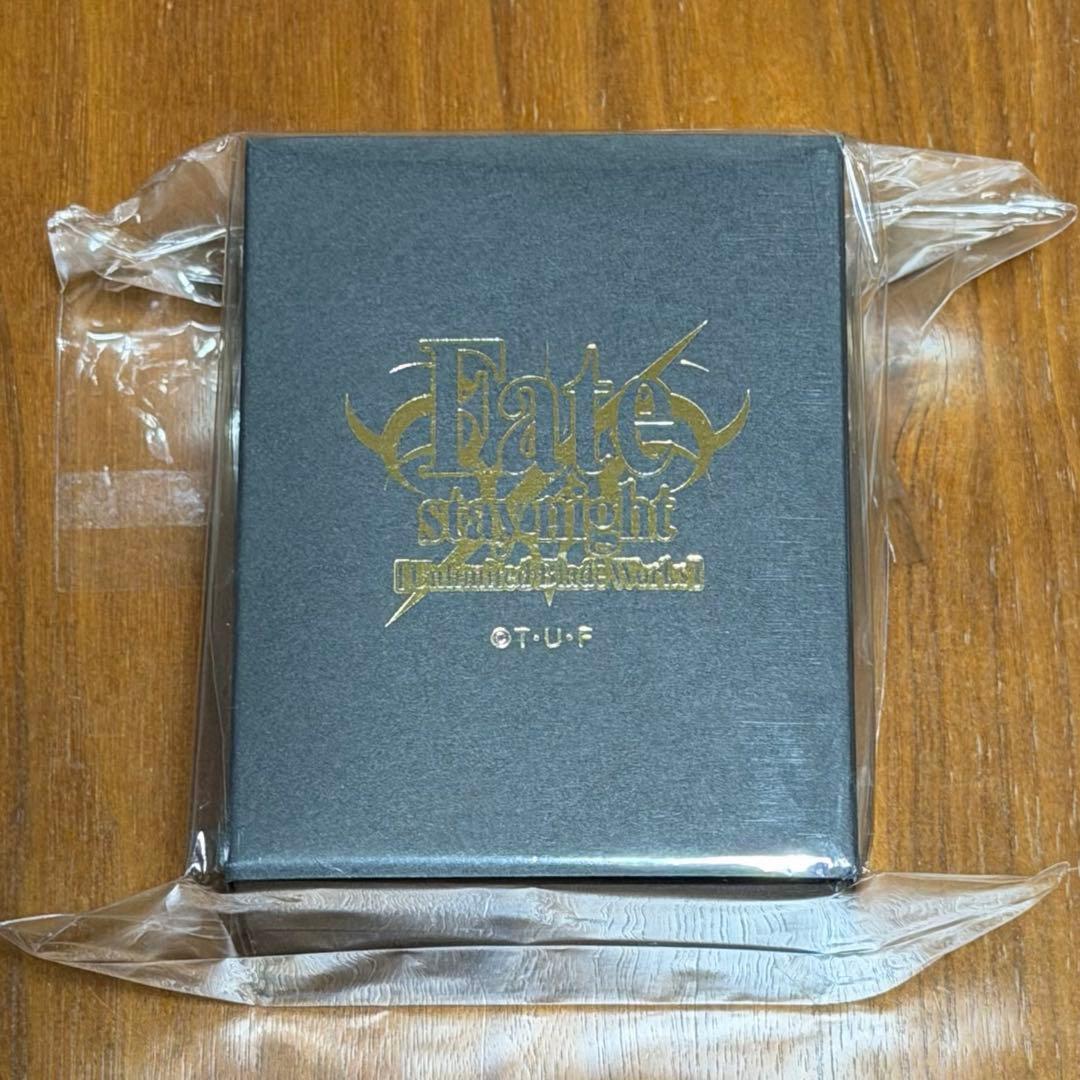 Fate
stay night
[Unlimited Blade Works]
©T・U・F